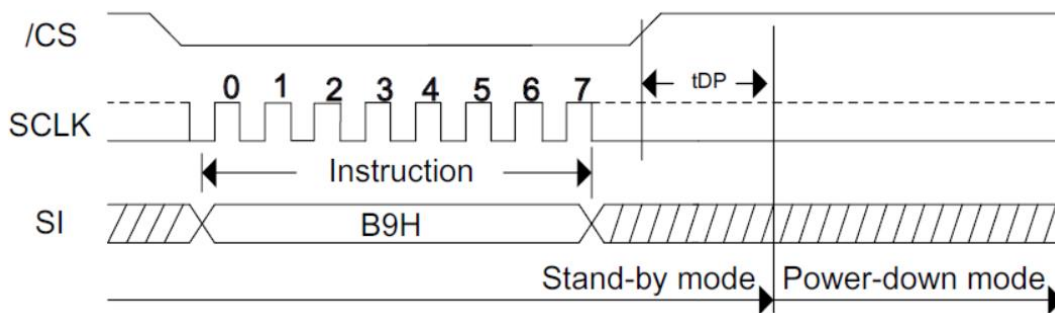 /CS
tDP
0 1 2 3 4 5 6 7
SCLK
Instruction
SI
B9H
Stand-by mode Power-down mode